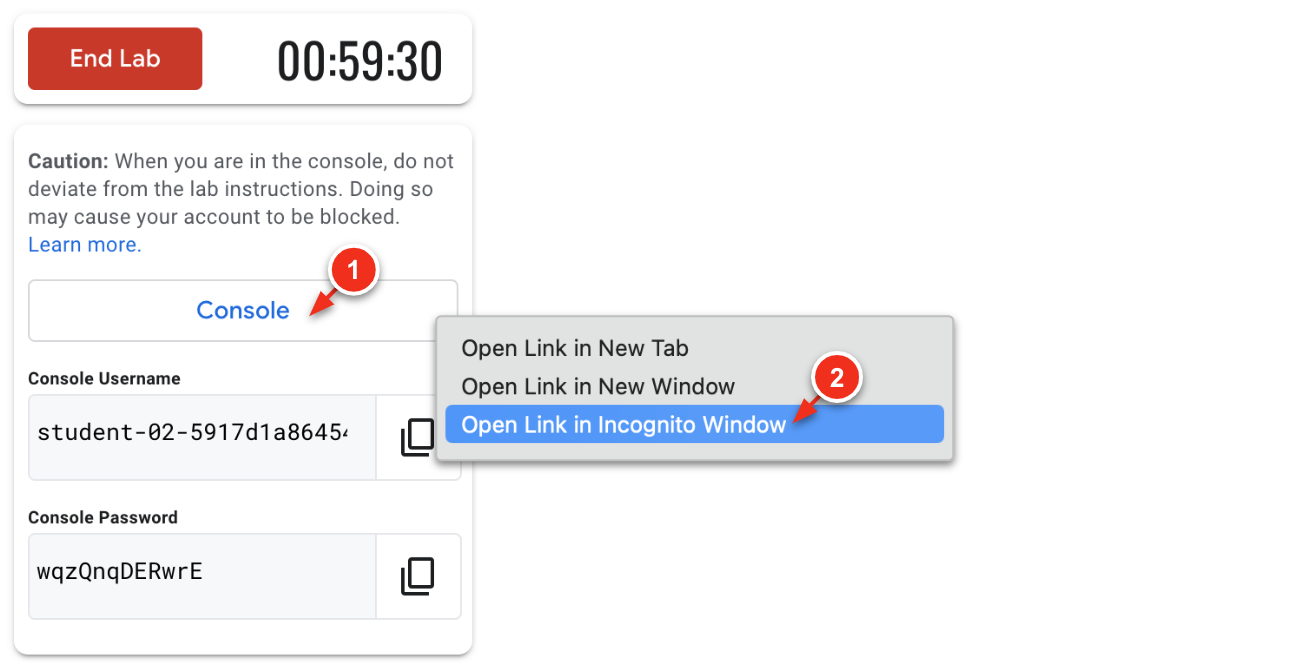 End Lab
00:59:30
Caution: When you are in the console, do not
deviate from the lab instructions. Doing so
may cause your account to be blocked.
Learn more.
1
Console
Open Link in New Tab
Open Link in New Window
2
Open Link in Incognito Window
Console Username
student-02-5917d1a8645
Console Password
wqzQnqDERwrE